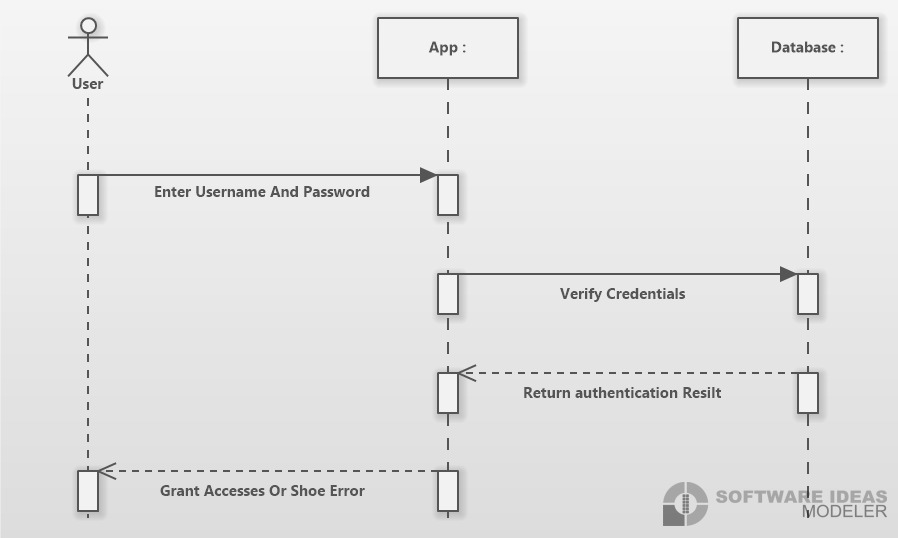 User
App :
Database :
Enter Username And Password
Verify Credentials
Return authentication Resilt
Grant Accesses Or Shoe Error
SOFTWARE IDEAS
MODELER